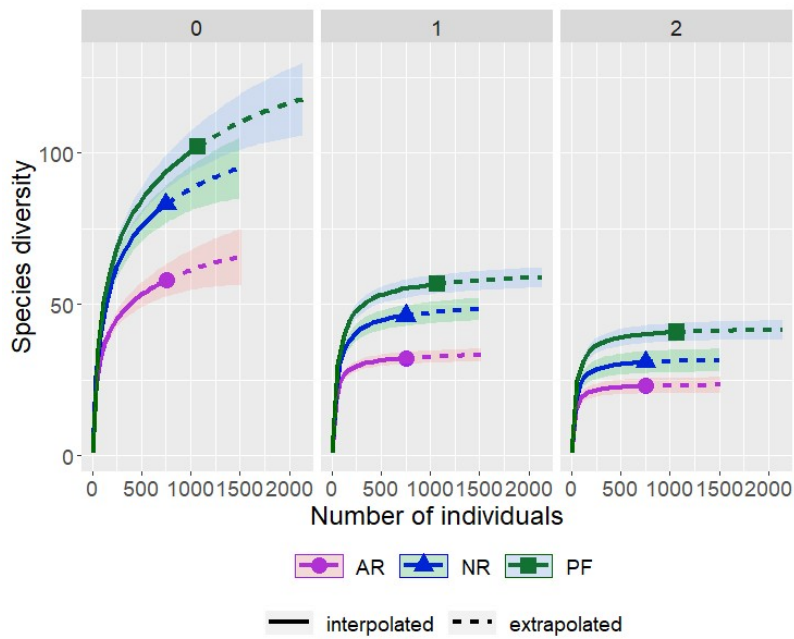 0 1 2
Species diversity
100
50
0
0 500 1000 1500 2000 0 500 1000 1500 2000 0 500 1000 1500 2000
Number of individuals
AR NR PF
interpolated extrapolated